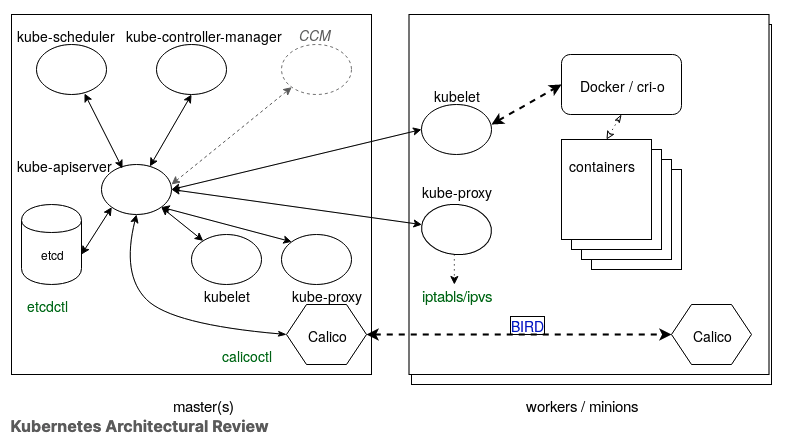 kube-scheduler
kube-controller-manager
CCM
kube-apiserver
etcd
etcdctl
kubelet
kube-proxy
Calico
calicoctl
master(s)
kubelet
Docker / cri-o
containers
kube-proxy
iptabls/ipvs
BIRD
Calico
workers / minions
Kubernetes Architectural Review